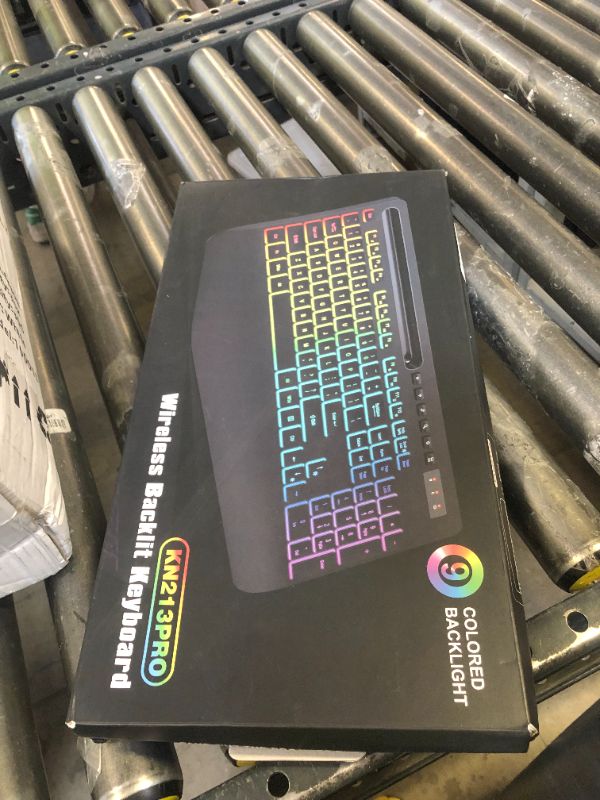 KN213PRO
Wireless Backlit Keyboard
9
COLORED
BACKLIGHT